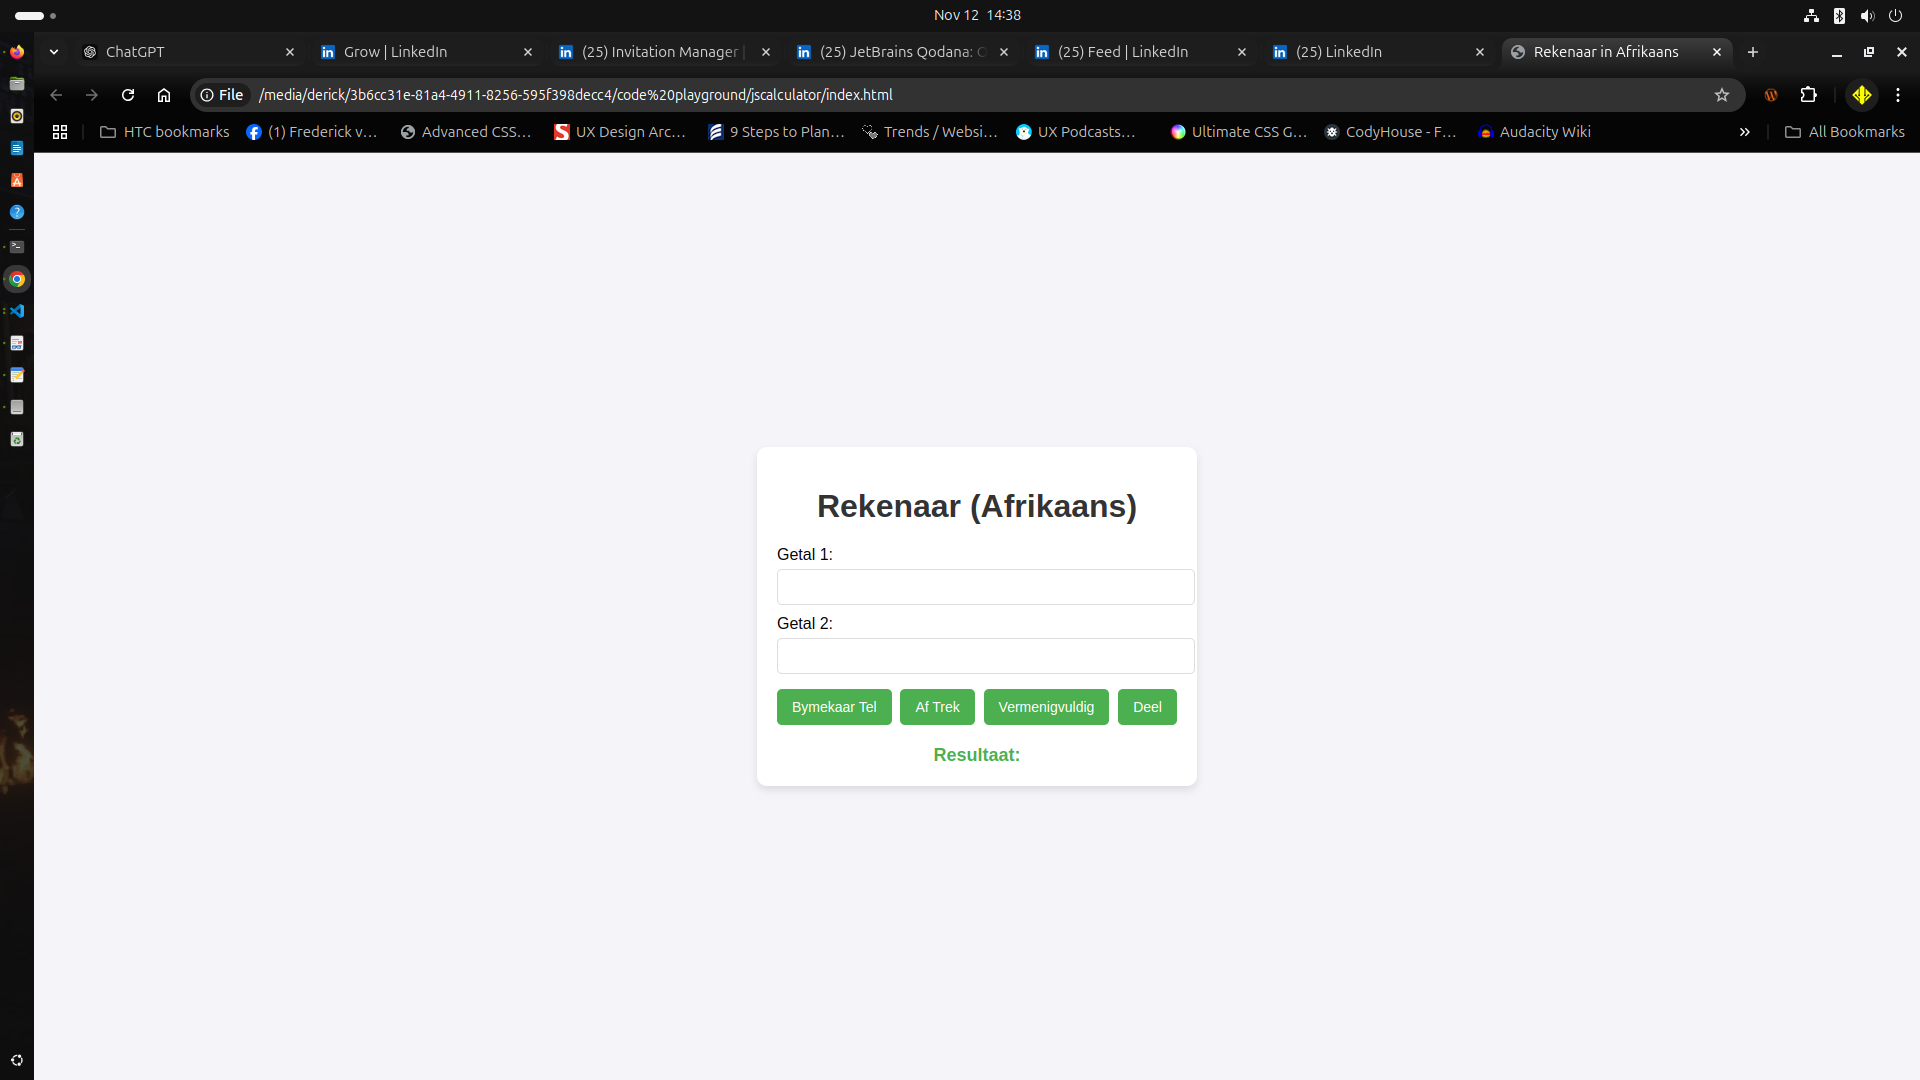 Nov 12 14:38
ChatGPT
Grow | LinkedIn
(25) Invitation Manager |
(25) JetBrains Qodana: C
(25) Feed | LinkedIn
(25) LinkedIn
Rekenaar in Afrikaans
File /media/derick/3b6cc31e-81a4-4911-8256-595f398decc4/code%20playground/jscalculator/index.html
HTC bookmarks
(1) Frederick v…
Advanced CSS…
UX Design Arc…
9 Steps to Plan…
Trends / Websi…
UX Podcasts…
Ultimate CSS G…
CodyHouse - F…
Audacity Wiki
All Bookmarks
Rekenaar (Afrikaans)
Getal 1:
Getal 2:
Bymekaar Tel Af Trek Vermenigvuldig Deel
Resultaat: